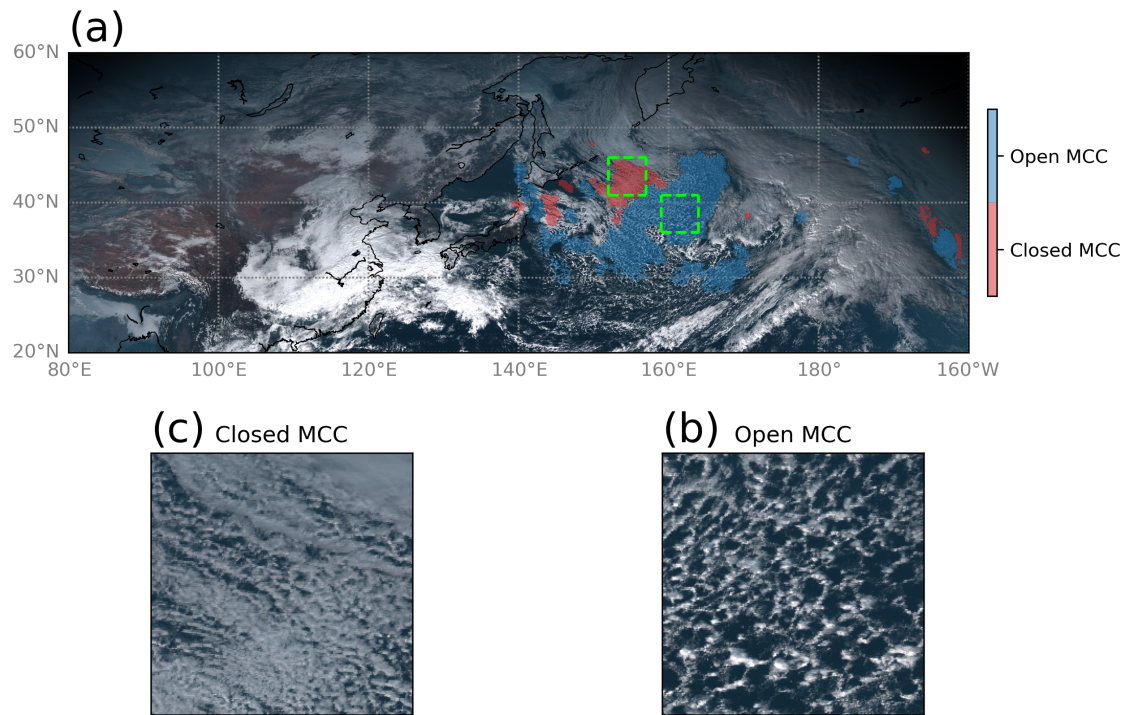 (a)
60°N
50°N
40°N
30°N
20°N
80°E
100°E
120°E
140°E
160°E
180°
160°W
Open MCC
Closed MCC
(c) Closed MCC
(b) Open MCC